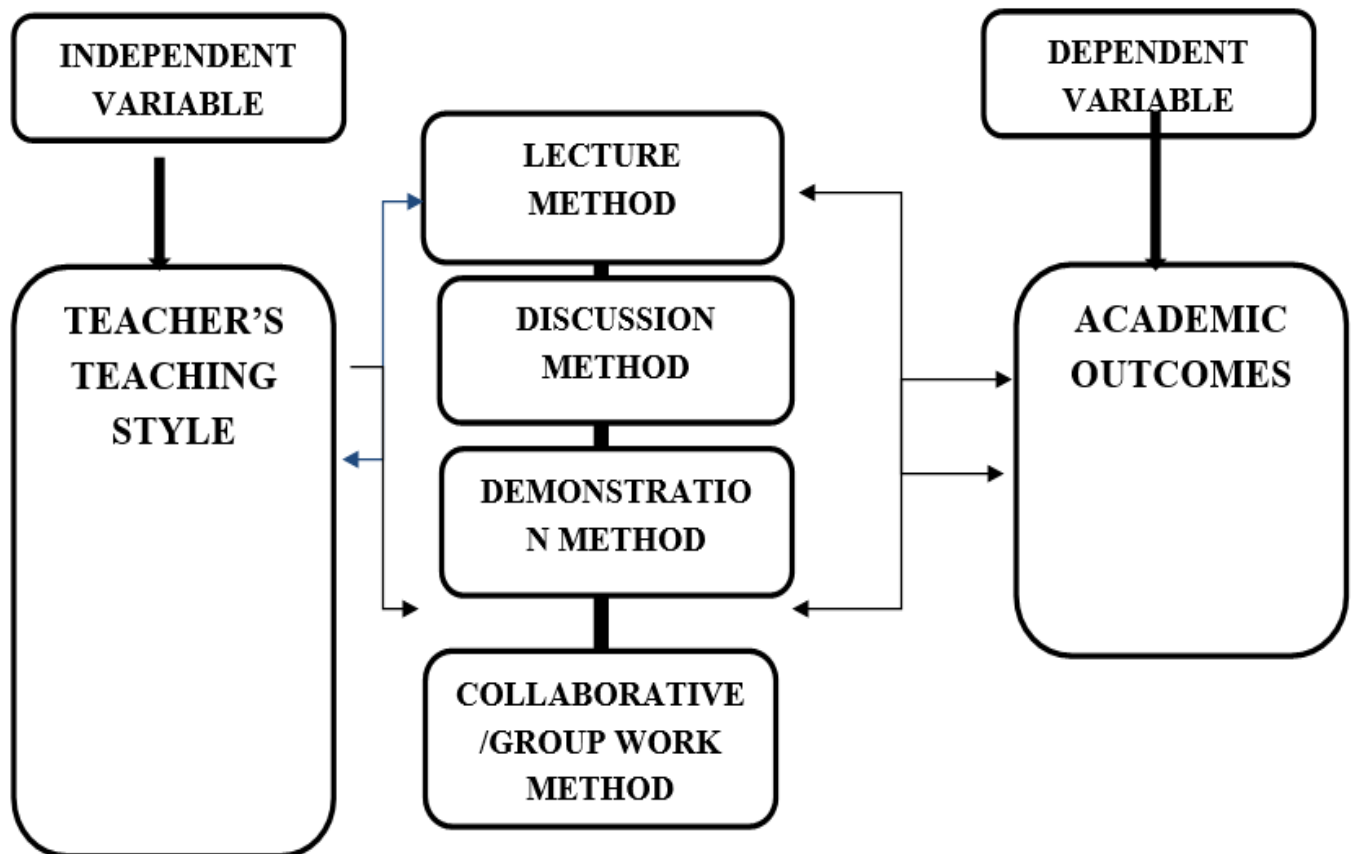 INDEPENDENT
VARIABLE
DEPENDENT
VARIABLE
LECTURE
METHOD
TEACHER’S
TEACHING
STYLE
DISCUSSION
METHOD
ACADEMIC
OUTCOMES
DEMONSTRATIO
N METHOD
COLLABORATIVE
/GROUP WORK
METHOD